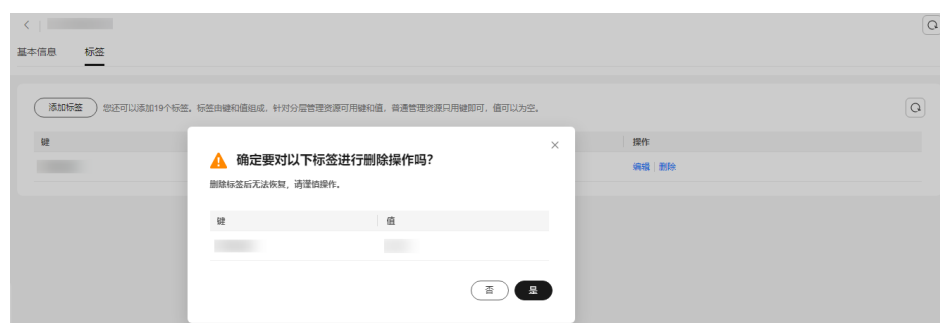 基本信息 标签
添加标签 您还可以添加19个标签。标签由键和值组成，针对分层管理资源可用键和值，普通管理资源只用键即可，值可以为空。
键 操作
编辑 删除
确定要对以下标签进行删除操作吗？
删除标签后无法恢复，请谨慎操作。
键 值
否 是